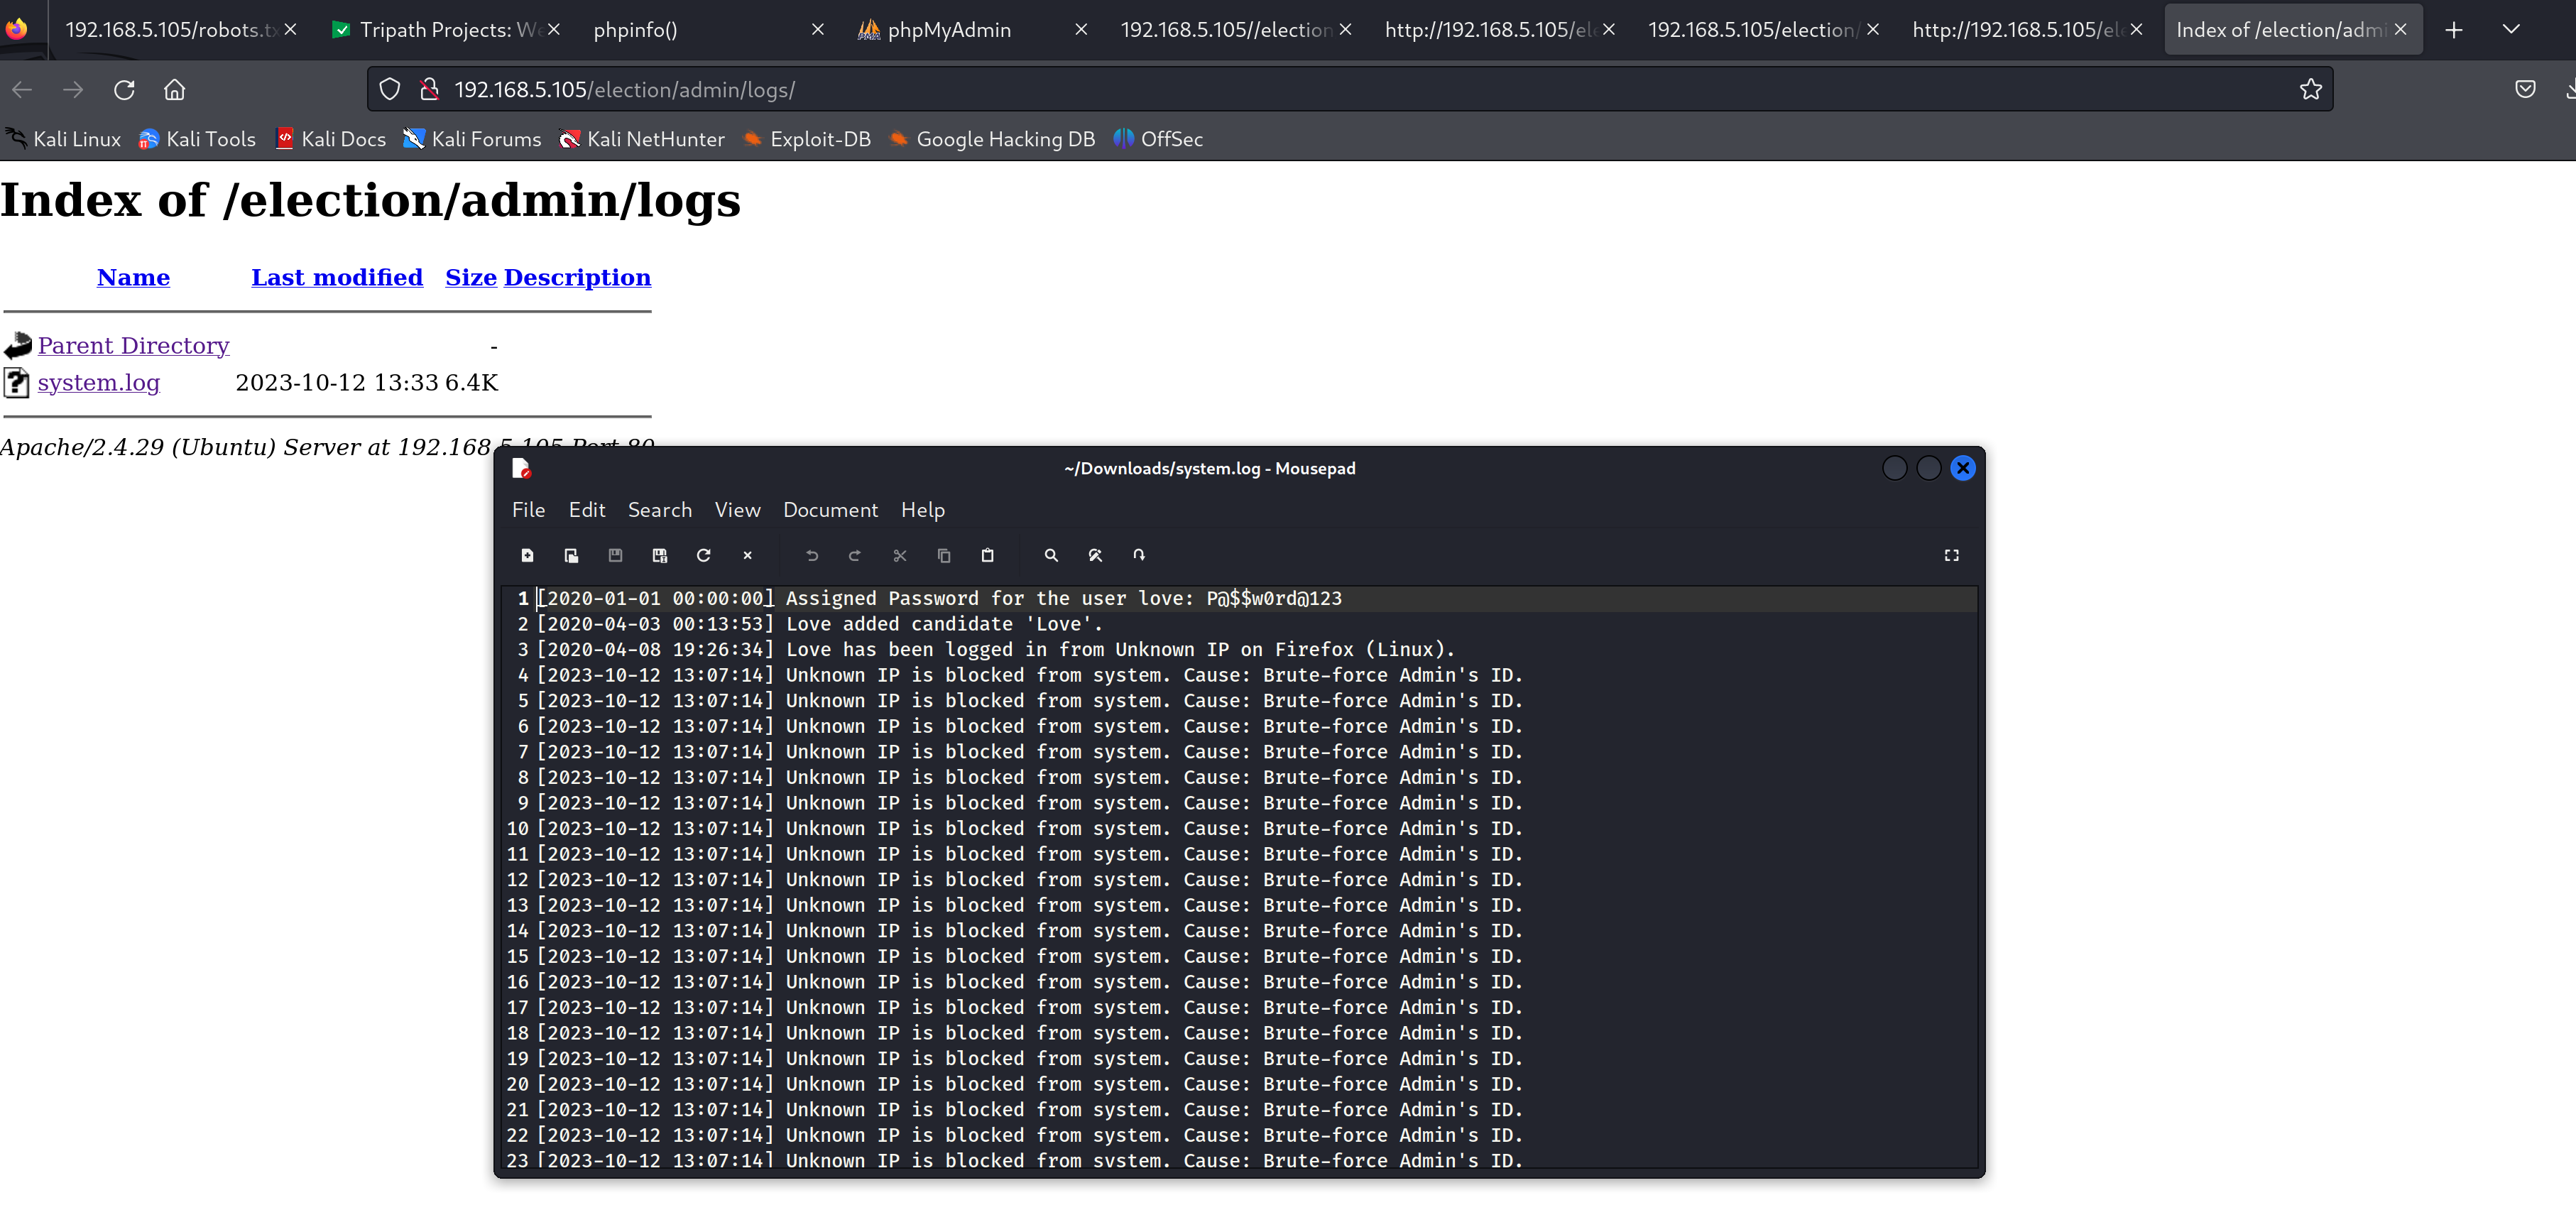 192.168.5.105/robots.tx
Tripath Projects: We
phpinfo()
phpMyAdmin
192.168.5.105//election
http://192.168.5.105/ele
192.168.5.105/election/
http://192.168.5.105/ele
Index of /election/admi
192.168.5.105/election/admin/logs/
Kali Linux Kali Tools Kali Docs Kali Forums Kali NetHunter Exploit-DB Google Hacking DB OffSec
Index of /election/admin/logs
Name Last modified Size Description
Parent Directory -
system.log 2023-10-12 13:33 6.4K
Apache/2.4.29 (Ubuntu) Server at 192.168.5.105 Port 80
~/Downloads/system.log - Mousepad
File Edit Search View Document Help
1 [2020-01-01 00:00:00] Assigned Password for the user love: P@$$w0rd@123
2 [2020-04-03 00:13:53] Love added candidate 'Love'.
3 [2020-04-08 19:26:34] Love has been logged in from Unknown IP on Firefox (Linux).
4 [2023-10-12 13:07:14] Unknown IP is blocked from system. Cause: Brute-force Admin's ID.
5 [2023-10-12 13:07:14] Unknown IP is blocked from system. Cause: Brute-force Admin's ID.
6 [2023-10-12 13:07:14] Unknown IP is blocked from system. Cause: Brute-force Admin's ID.
7 [2023-10-12 13:07:14] Unknown IP is blocked from system. Cause: Brute-force Admin's ID.
8 [2023-10-12 13:07:14] Unknown IP is blocked from system. Cause: Brute-force Admin's ID.
9 [2023-10-12 13:07:14] Unknown IP is blocked from system. Cause: Brute-force Admin's ID.
10 [2023-10-12 13:07:14] Unknown IP is blocked from system. Cause: Brute-force Admin's ID.
11 [2023-10-12 13:07:14] Unknown IP is blocked from system. Cause: Brute-force Admin's ID.
12 [2023-10-12 13:07:14] Unknown IP is blocked from system. Cause: Brute-force Admin's ID.
13 [2023-10-12 13:07:14] Unknown IP is blocked from system. Cause: Brute-force Admin's ID.
14 [2023-10-12 13:07:14] Unknown IP is blocked from system. Cause: Brute-force Admin's ID.
15 [2023-10-12 13:07:14] Unknown IP is blocked from system. Cause: Brute-force Admin's ID.
16 [2023-10-12 13:07:14] Unknown IP is blocked from system. Cause: Brute-force Admin's ID.
17 [2023-10-12 13:07:14] Unknown IP is blocked from system. Cause: Brute-force Admin's ID.
18 [2023-10-12 13:07:14] Unknown IP is blocked from system. Cause: Brute-force Admin's ID.
19 [2023-10-12 13:07:14] Unknown IP is blocked from system. Cause: Brute-force Admin's ID.
20 [2023-10-12 13:07:14] Unknown IP is blocked from system. Cause: Brute-force Admin's ID.
21 [2023-10-12 13:07:14] Unknown IP is blocked from system. Cause: Brute-force Admin's ID.
22 [2023-10-12 13:07:14] Unknown IP is blocked from system. Cause: Brute-force Admin's ID.
23 [2023-10-12 13:07:14] Unknown IP is blocked from system. Cause: Brute-force Admin's ID.